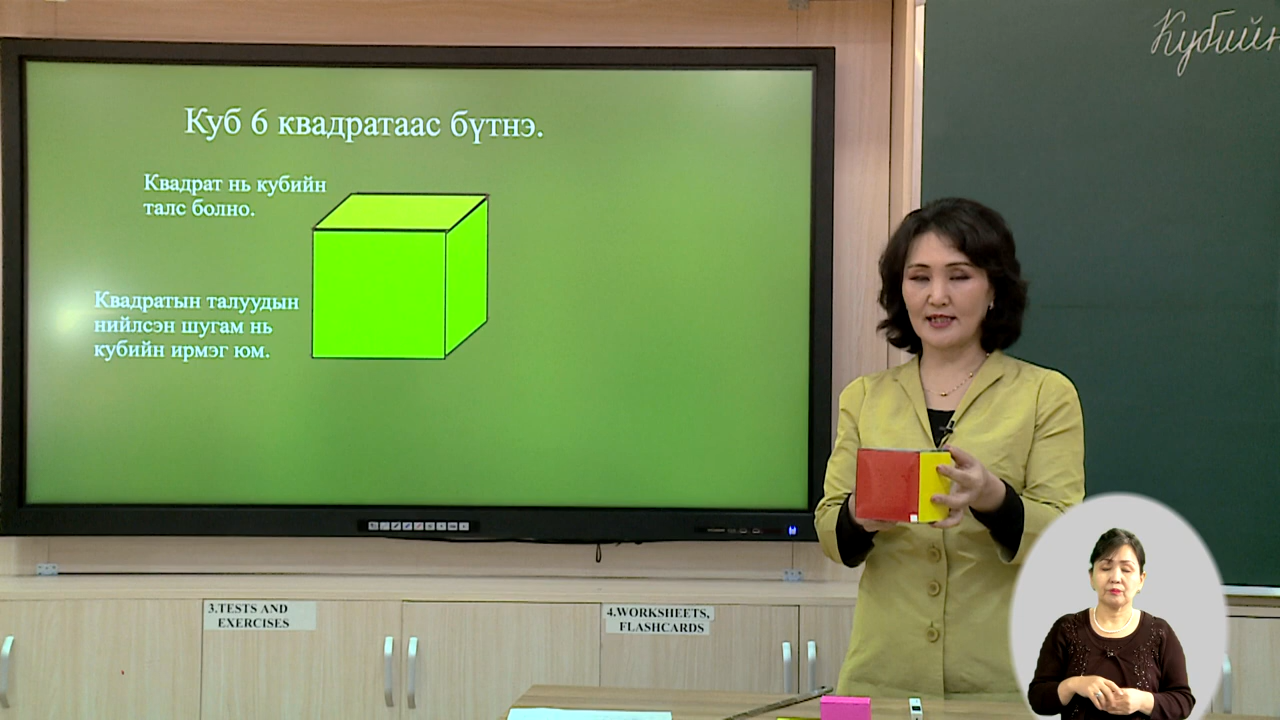 Куб 6 квадратаас бүтнэ.
Квадрат нь кубийн
талс болно.
Квадратын талуудын
нийлсэн шугам нь
кубийн ирмэг юм.
Кубийн
3.TESTS AND
EXERCISES
4.WORKSHEETS,
FLASHCARDS